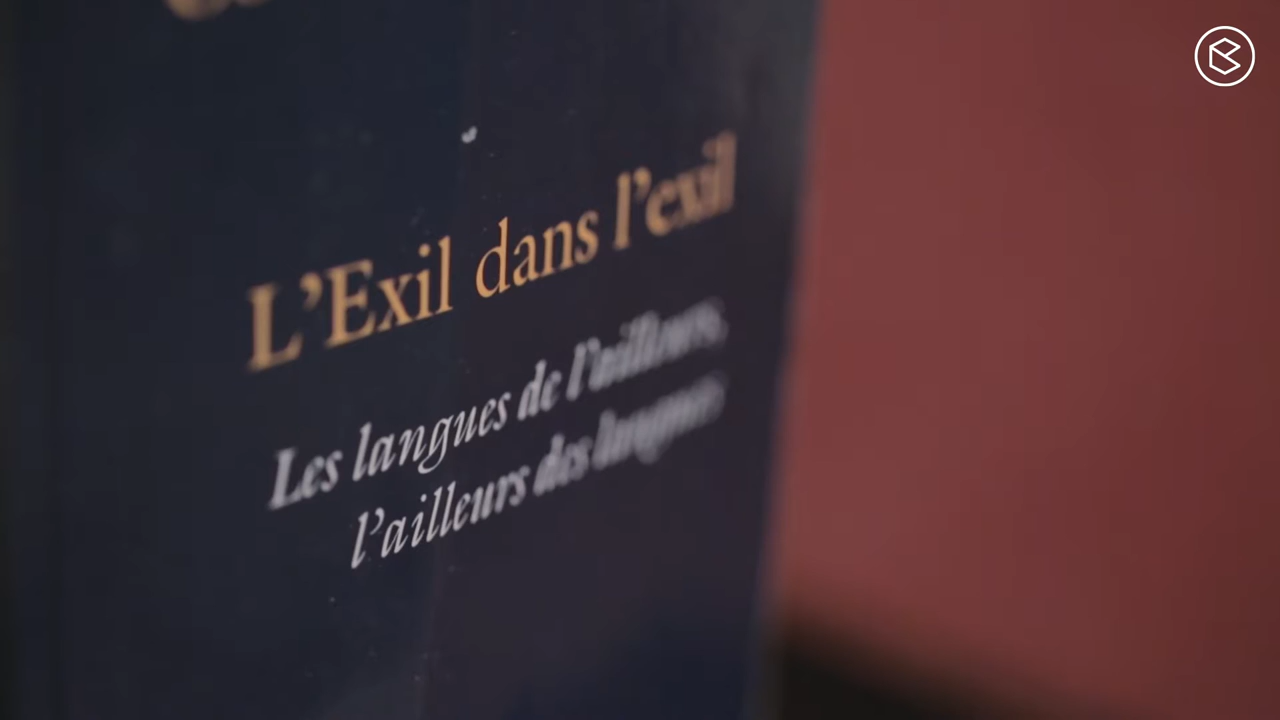 L'Exil dans l'exil
Les langues de l'ailleurs,
l'ailleurs des langues